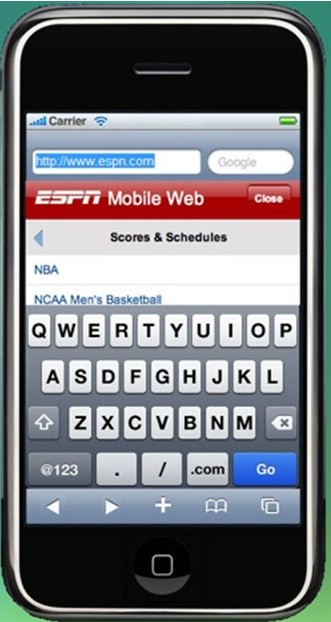 Carrier
http://www.espn.com Google
ESPN Mobile Web Close
Scores & Schedules
NBA
NCAA Men's Basketball
Q W E R T Y U I O P
A S D F G H J K L
Z X C V B N M
@123 . / .com Go